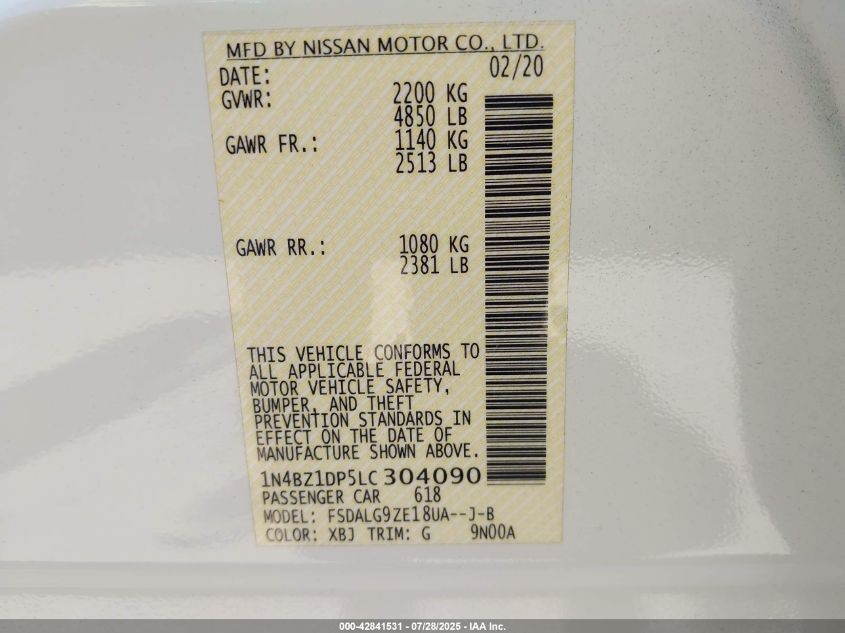 MFD BY NISSAN MOTOR CO., LTD.
DATE: 02/20
GVWR: 2200 KG
4850 LB
GAWR FR.: 1140 KG
2513 LB
GAWR RR.: 1080 KG
2381 LB
THIS VEHICLE CONFORMS TO
ALL APPLICABLE FEDERAL
MOTOR VEHICLE SAFETY,
BUMPER, AND THEFT
PREVENTION STANDARDS IN
EFFECT ON THE DATE OF
MANUFACTURE SHOWN ABOVE.
1N4BZ1DP5LC304090
PASSENGER CAR 618
MODEL: FSDALG9ZE18UA--J-B
COLOR: XBJ TRIM: G 9N00A
000-42841531 - 07/28/2025 - IAA Inc.